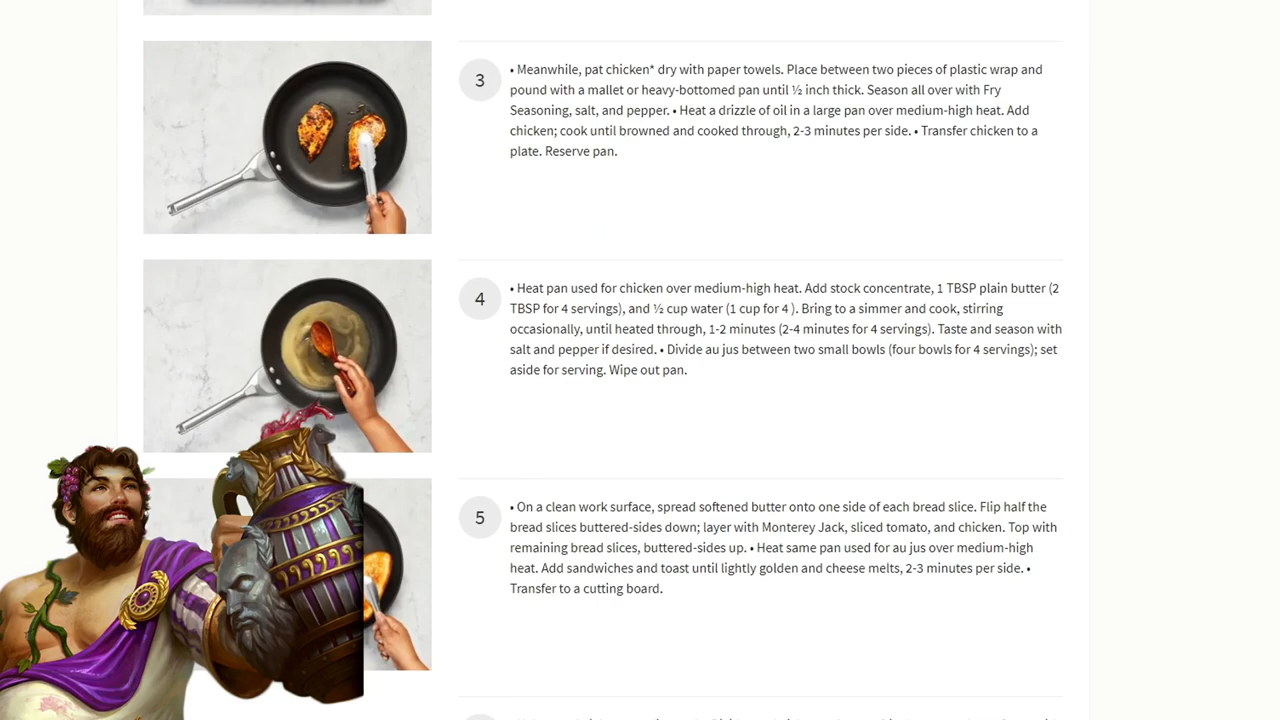 3
• Meanwhile, pat chicken* dry with paper towels. Place between two pieces of plastic wrap and
pound with a mallet or heavy-bottomed pan until ½ inch thick. Season all over with Fry
Seasoning, salt, and pepper. • Heat a drizzle of oil in a large pan over medium-high heat. Add
chicken; cook until browned and cooked through, 2-3 minutes per side. • Transfer chicken to a
plate. Reserve pan.
4
• Heat pan used for chicken over medium-high heat. Add stock concentrate, 1 TBSP plain butter (2
TBSP for 4 servings), and ½ cup water (1 cup for 4 ). Bring to a simmer and cook, stirring
occasionally, until heated through, 1-2 minutes (2-4 minutes for 4 servings). Taste and season with
salt and pepper if desired. • Divide au jus between two small bowls (four bowls for 4 servings); set
aside for serving. Wipe out pan.
5
• On a clean work surface, spread softened butter onto one side of each bread slice. Flip half the
bread slices buttered-sides down; layer with Monterey Jack, sliced tomato, and chicken. Top with
remaining bread slices, buttered-sides up. • Heat same pan used for au jus over medium-high
heat. Add sandwiches and toast until lightly golden and cheese melts, 2-3 minutes per side. •
Transfer to a cutting board.